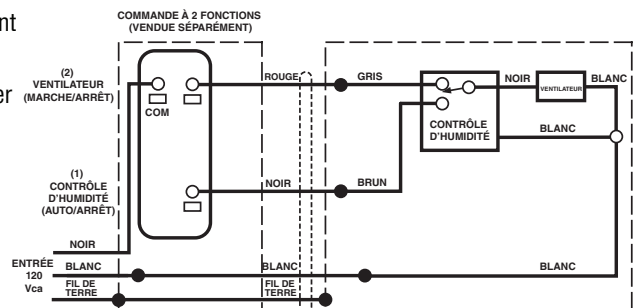 COMMANDE À 2 FONCTIONS
(VENDUE SÉPARÉMENT)
nt
er
(2)
VENTILATEUR
(MARCHE/ARRÊT)
COM
ROUGE
GRIS
NOIR
VENTILATEUR
BLANC
CONTRÔLE
D'HUMIDITÉ
BLANC
(1)
CONTRÔLE
D'HUMIDITÉ
(AUTO/ARRÊT)
NOIR
BRUN
NOIR
ENTRÉE
120
Vca
BLANC
BLANC
BLANC
FIL DE
TERRE
FIL DE
TERRE